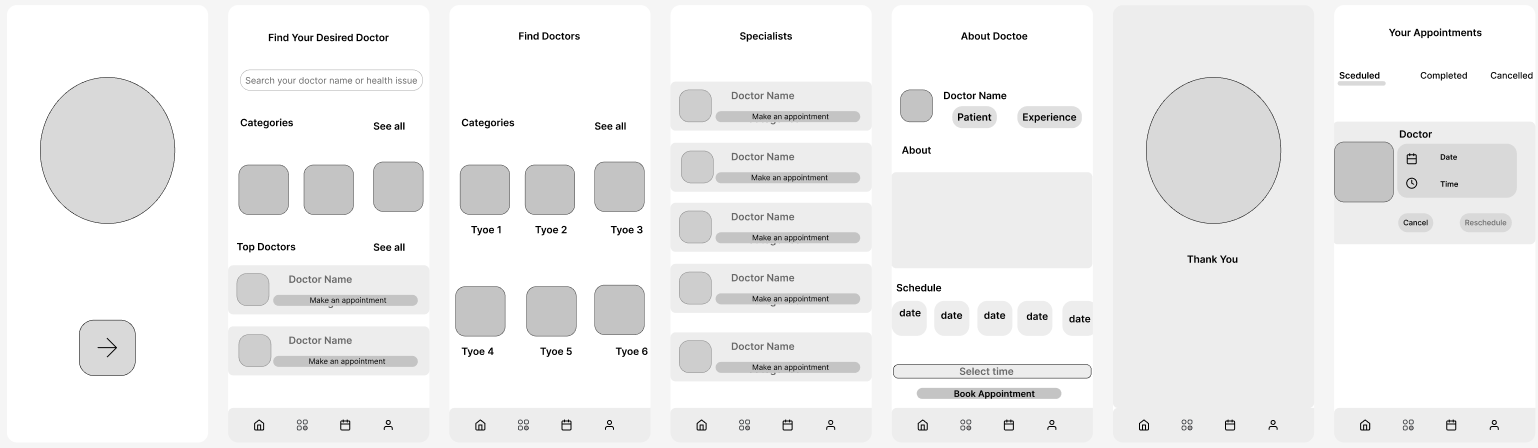 Find Your Desired Doctor
Search your doctor name or health issue
Categories
See all
Top Doctors
See all
Doctor Name
Make an appointment
Doctor Name
Make an appointment
Find Doctors
Categories
See all
Tyoe 1
Tyoe 2
Tyoe 3
Tyoe 4
Tyoe 5
Tyoe 6
Specialists
Doctor Name
Make an appointment
Doctor Name
Make an appointment
Doctor Name
Make an appointment
Doctor Name
Make an appointment
Doctor Name
Make an appointment
About Doctoe
Doctor Name
Patient
Experience
About
Schedule
date
date
date
date
date
Select time
Book Appointment
Thank You
Your Appointments
Sceduled
Completed
Cancelled
Doctor
Date
Time
Cancel
Reschedule